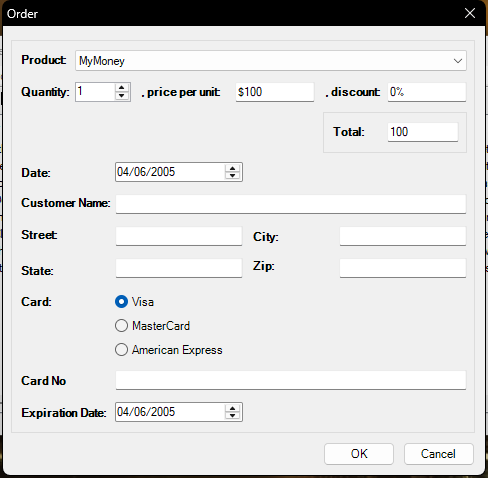 Order
Product: MyMoney
Quantity: 1 , price per unit: $100 , discount: 0%
Total: 100
Date: 04/06/2005
Customer Name:
Street: City:
State: Zip:
Card: Visa
MasterCard
American Express
Card No
Expiration Date: 04/06/2005
OK Cancel